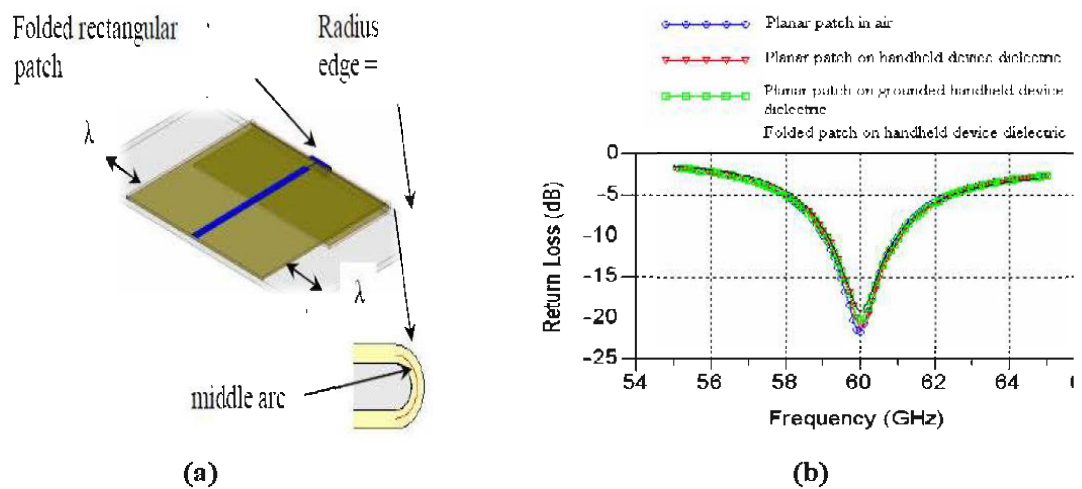 Folded rectangular
patch
Radius
edge =
λ
λ
middle arc
(a)
Planar patch in air
Planar patch on handheld device dielectric
Planar patch on grounded handheld device
dielectric
Folded patch on handheld device dielectric
Return Loss (dB)
0
-5
-10
-15
-20
-25
54 56 58 60 62 64
Frequency (GHz)
(b)